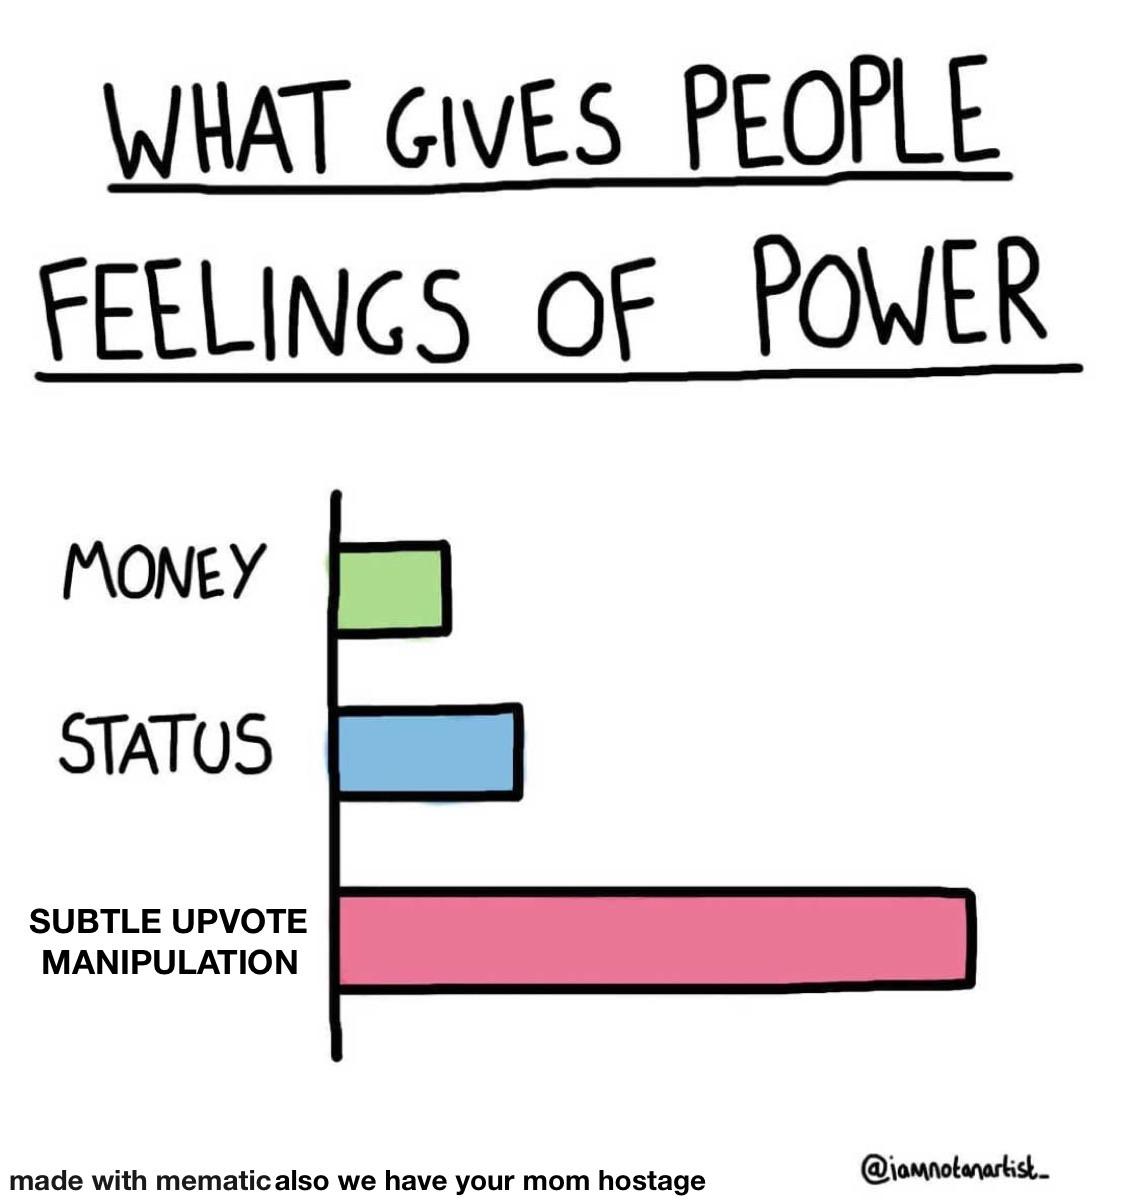 WHAT GIVES PEOPLE
FEELINGS OF POWER
MONEY
STATUS
SUBTLE UPVOTE
MANIPULATION
@iamnotanartist_
made with mematic also we have your mom hostage